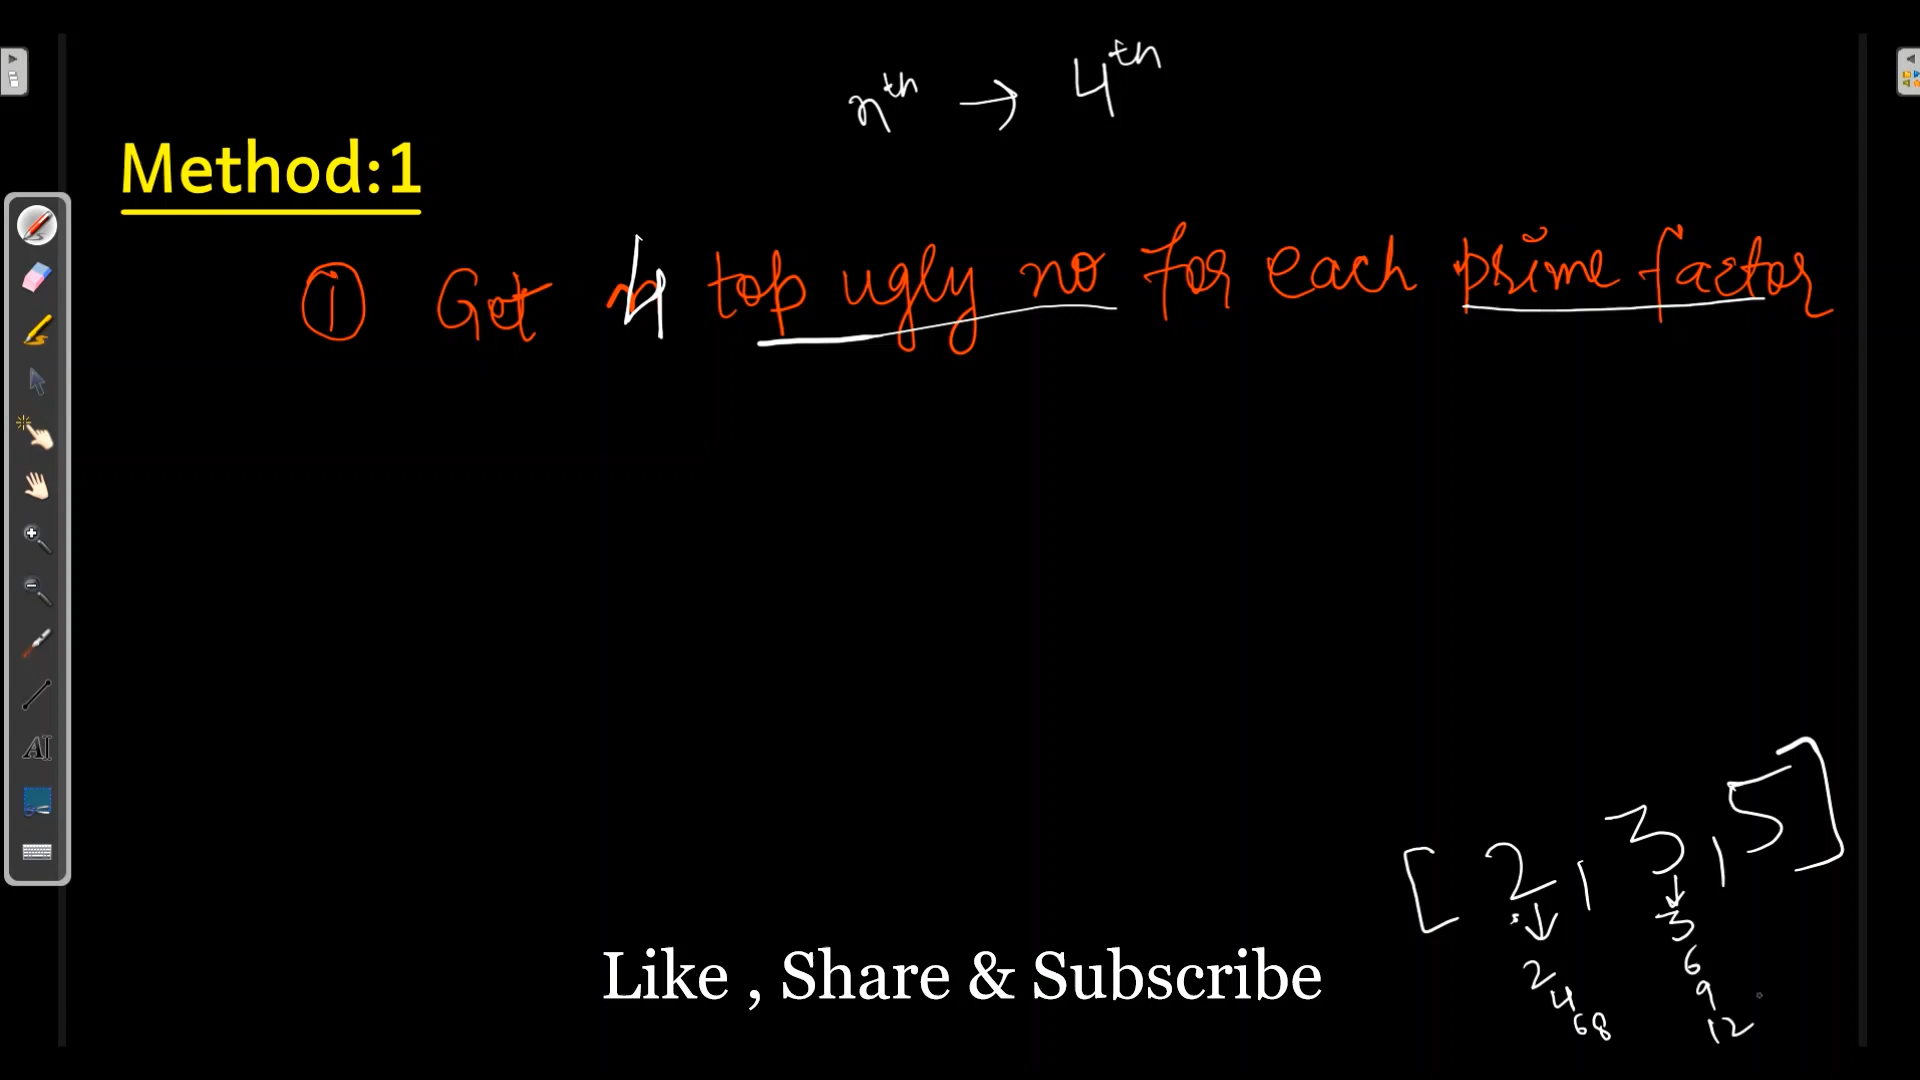 nth → 4th
Method:1
① Get 4 top ugly no for each prime factor
[2, 3, 5]
↓ ↓
2 3
4 6
6 8 9
12
Like , Share & Subscribe
AI